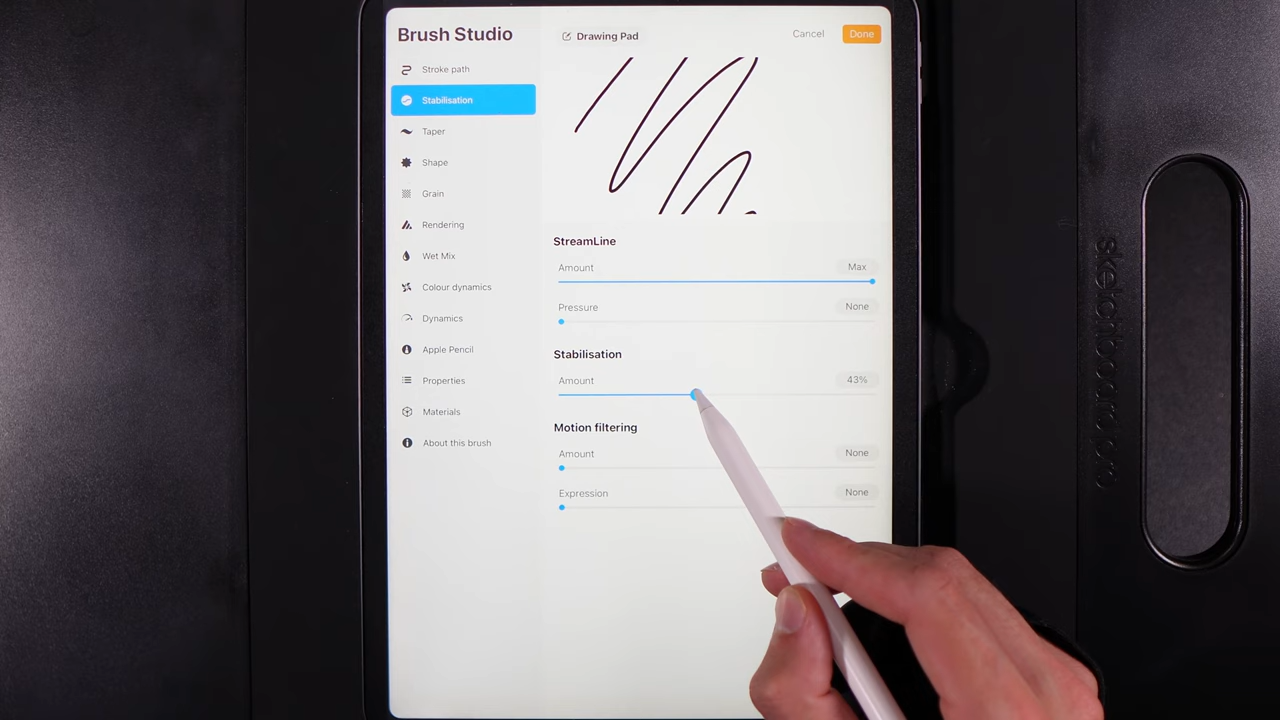 Brush Studio
Drawing Pad
Cancel
Done
Stroke path
Stabilisation
Taper
Shape
Grain
Rendering
Wet Mix
Colour dynamics
Dynamics
Apple Pencil
Properties
Materials
About this brush
StreamLine
Amount
Max
Pressure
None
Stabilisation
Amount
43%
Motion filtering
Amount
None
Expression
None
sketchboard pro